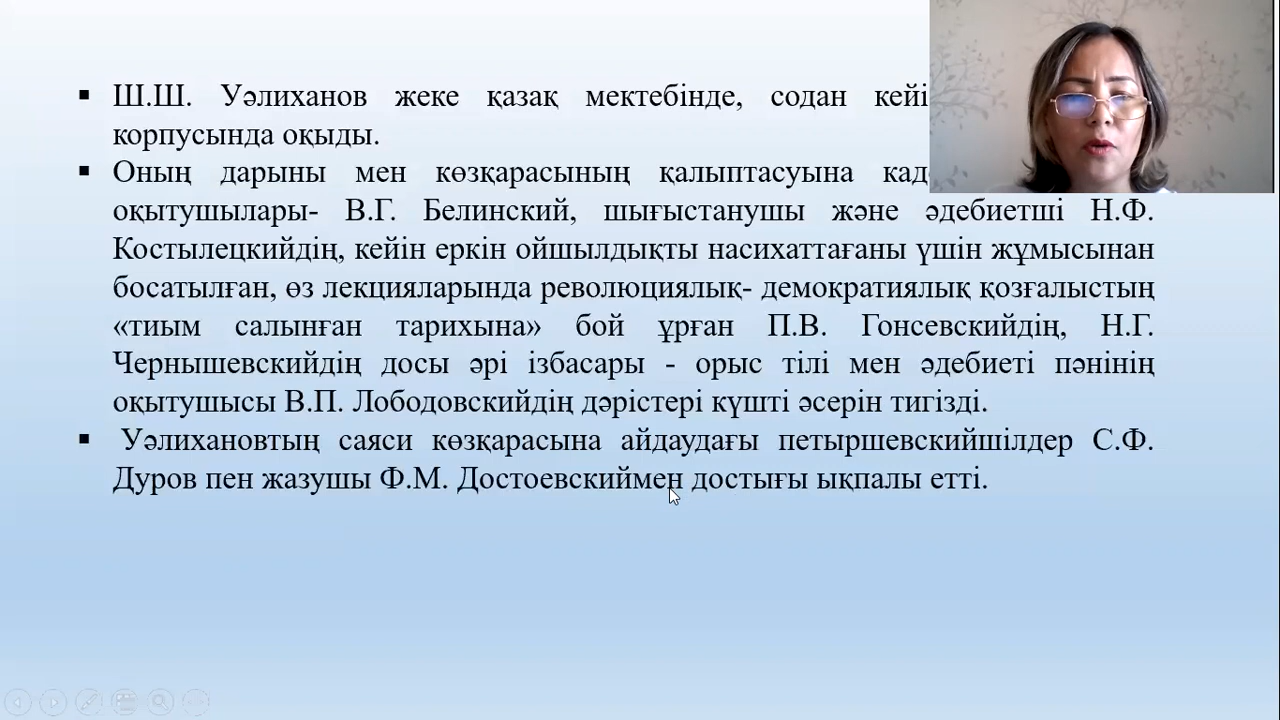 Ш.Ш. Уәлиханов жеке қазақ мектебінде, содан
корпусында оқыды.
Оның дарыны мен көзқарасының қалыптасуына
оқытушылары- В.Г. Белинский, шығыстанушы және әдебиетші Н.Ф.
Костылецкийдің, кейін еркін ойшылдықты насихаттағаны үшін жұмысынан
босатылған, өз лекцияларында революциялық- демократиялық қозғалыстың
«тиым салынған тарихына» бой ұрған П.В. Гонсевскийдің, Н.Г.
Чернышевскийдің досы әрі ізбасары - орыс тілі мен әдебиеті пәнінің
оқытушысы В.П. Лободовскийдің дәрістері күшті әсерін тигізді.
Уәлихановтың саяси көзқарасына айдаудағы петыршевскийшілдер С.Ф.
Дуров пен жазушы Ф.М. Достоевскиймен достығы ықпалы етті.